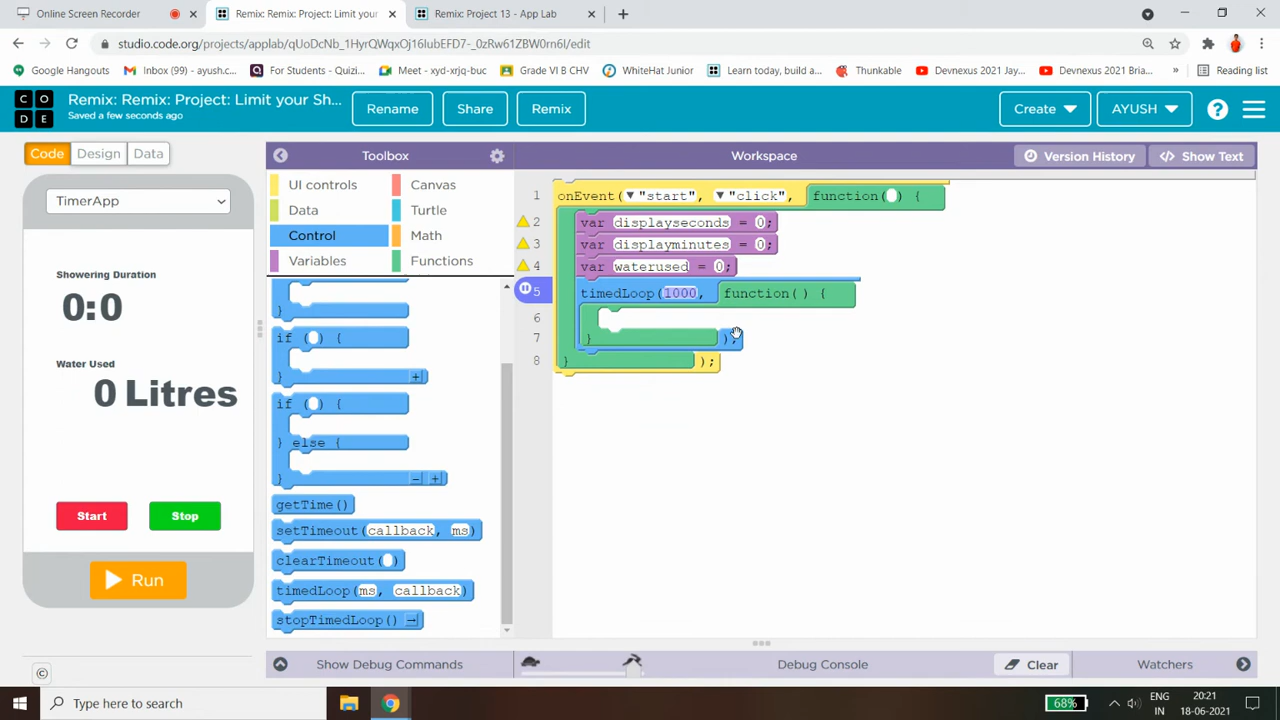 Online Screen Recorder
Remix: Remix: Project: Limit your
Remix: Project 13 - App Lab
studio.code.org/projects/applab/qUoDcNb_1HyrQWqxOj16IubEFD7-_0zRw61ZBW0rn6I/edit
Google Hangouts
Inbox (99) - ayush.c...
For Students - Quizi...
Meet - xyd-xrjq-buc
Grade VI B CHV
WhiteHat Junior
Learn today, build a...
Thunkable
Devnexus 2021 Jay...
Devnexus 2021 Bria...
»
Reading list
CO
DE
Remix: Remix: Project: Limit your Sh...
Saved a few seconds ago
Rename
Share
Remix
Create
AYUSH
?
Code
Design
Data
Toolbox
Workspace
Version History
</> Show Text
TimerApp
Showering Duration
0:0
Water Used
0 Litres
Start
Stop
Run
UI controls
Canvas
Data
Turtle
Control
Math
Variables
Functions
}
if () {
} +
if () {
} else {
} - +
getTime()
setTimeout(callback, ms)
clearTimeout()
timedLoop(ms, callback)
stopTimedLoop()
1 onEvent( "start", "click", function() {
2 var displayseconds = 0;
3 var displayminutes = 0;
4 var waterused = 0;
5 timedLoop(1000, function() {
6
7 });
8 });
Show Debug Commands
Debug Console
Clear
Watchers
©
Type here to search
68%
ENG
IN
20:21
18-06-2021